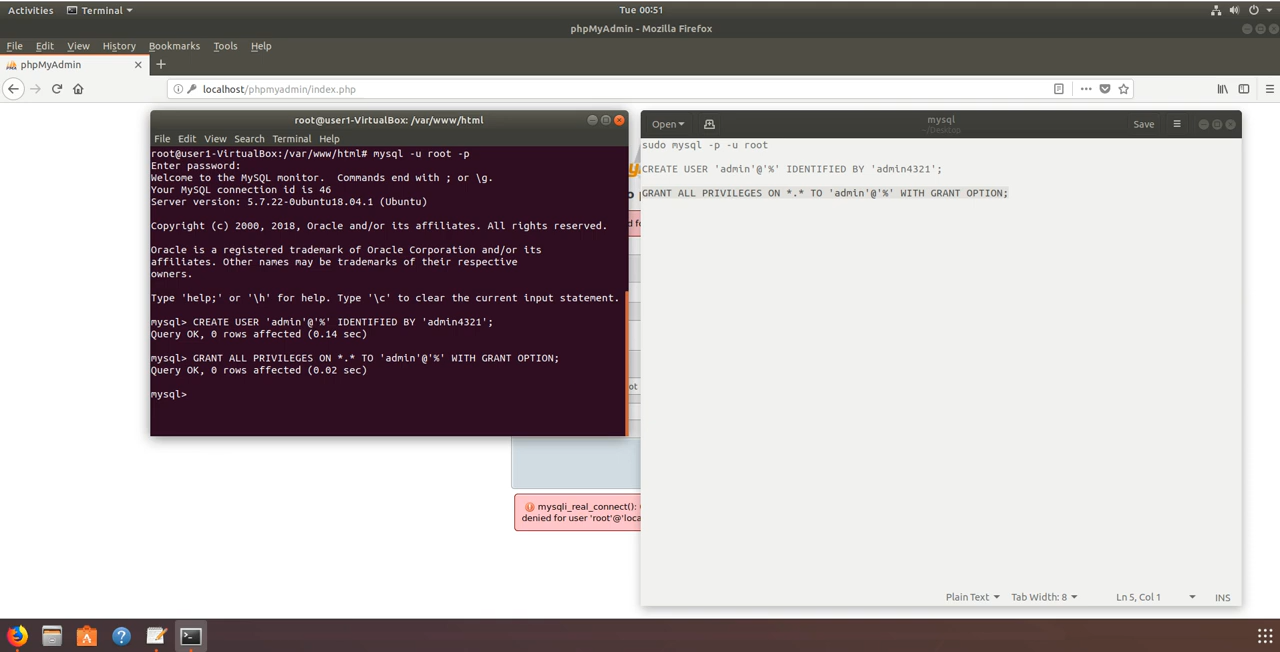 Activities
Terminal
Tue 00:51
phpMyAdmin - Mozilla Firefox
File Edit View History Bookmarks Tools Help
phpMyAdmin
localhost/phpmyadmin/index.php
root@user1-VirtualBox: /var/www/html
File Edit View Search Terminal Help
root@user1-VirtualBox:/var/www/html# mysql -u root -p
Enter password:
Welcome to the MySQL monitor.  Commands end with ; or \g.
Your MySQL connection id is 46
Server version: 5.7.22-0ubuntu18.04.1 (Ubuntu)
Copyright (c) 2000, 2018, Oracle and/or its affiliates. All rights reserved.
Oracle is a registered trademark of Oracle Corporation and/or its
affiliates. Other names may be trademarks of their respective
owners.
Type 'help;' or '\h' for help. Type '\c' to clear the current input statement.
mysql> CREATE USER 'admin'@'%' IDENTIFIED BY 'admin4321';
Query OK, 0 rows affected (0.14 sec)
mysql> GRANT ALL PRIVILEGES ON *.* TO 'admin'@'%' WITH GRANT OPTION;
Query OK, 0 rows affected (0.02 sec)
mysql>
mysqli_real_connect():
denied for user 'root'@'loca
Open
mysql
~/Desktop
Save
sudo mysql -p -u root
CREATE USER 'admin'@'%' IDENTIFIED BY 'admin4321';
GRANT ALL PRIVILEGES ON *.* TO 'admin'@'%' WITH GRANT OPTION;
Plain Text
Tab Width: 8
Ln 5, Col 1
INS